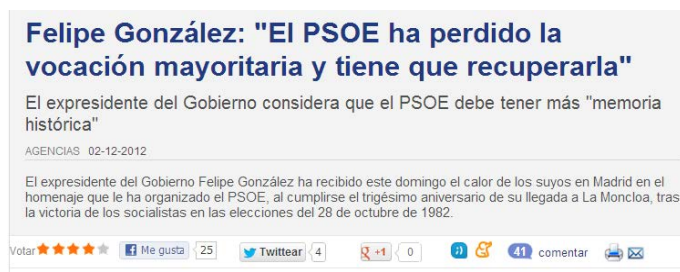 Felipe González: "El PSOE ha perdido la
vocación mayoritaria y tiene que recuperarla"
El expresidente del Gobierno considera que el PSOE debe tener más "memoria
histórica"
AGENCIAS 02-12-2012
El expresidente del Gobierno Felipe González ha recibido este domingo el calor de los suyos en Madrid en el
homenaje que le ha organizado el PSOE, al cumplirse el trigésimo aniversario de su llegada a La Moncloa, tras
la victoria de los socialistas en las elecciones del 28 de octubre de 1982.
Votar Me gusta 25 Twittear 4 +1 0 41 comentar